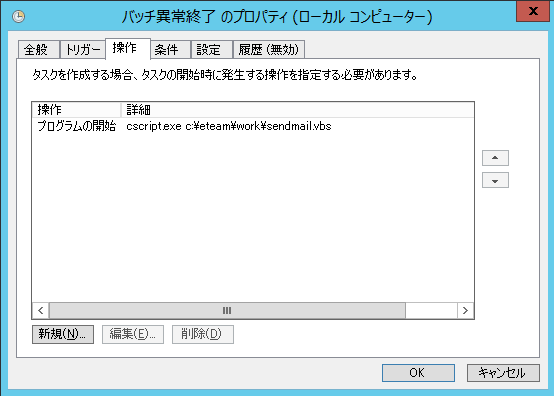 バッチ異常終了 のプロパティ (ローカル コンピューター)
x
全般 トリガー 操作 条件 設定 履歴 (無効)
タスクを作成する場合、タスクの開始時に発生する操作を指定する必要があります。
操作 詳細
プログラムの開始 cscript.exe c:¥eteam¥work¥sendmail.vbs
新規(N)... 編集(E)... 削除(D)
OK キャンセル